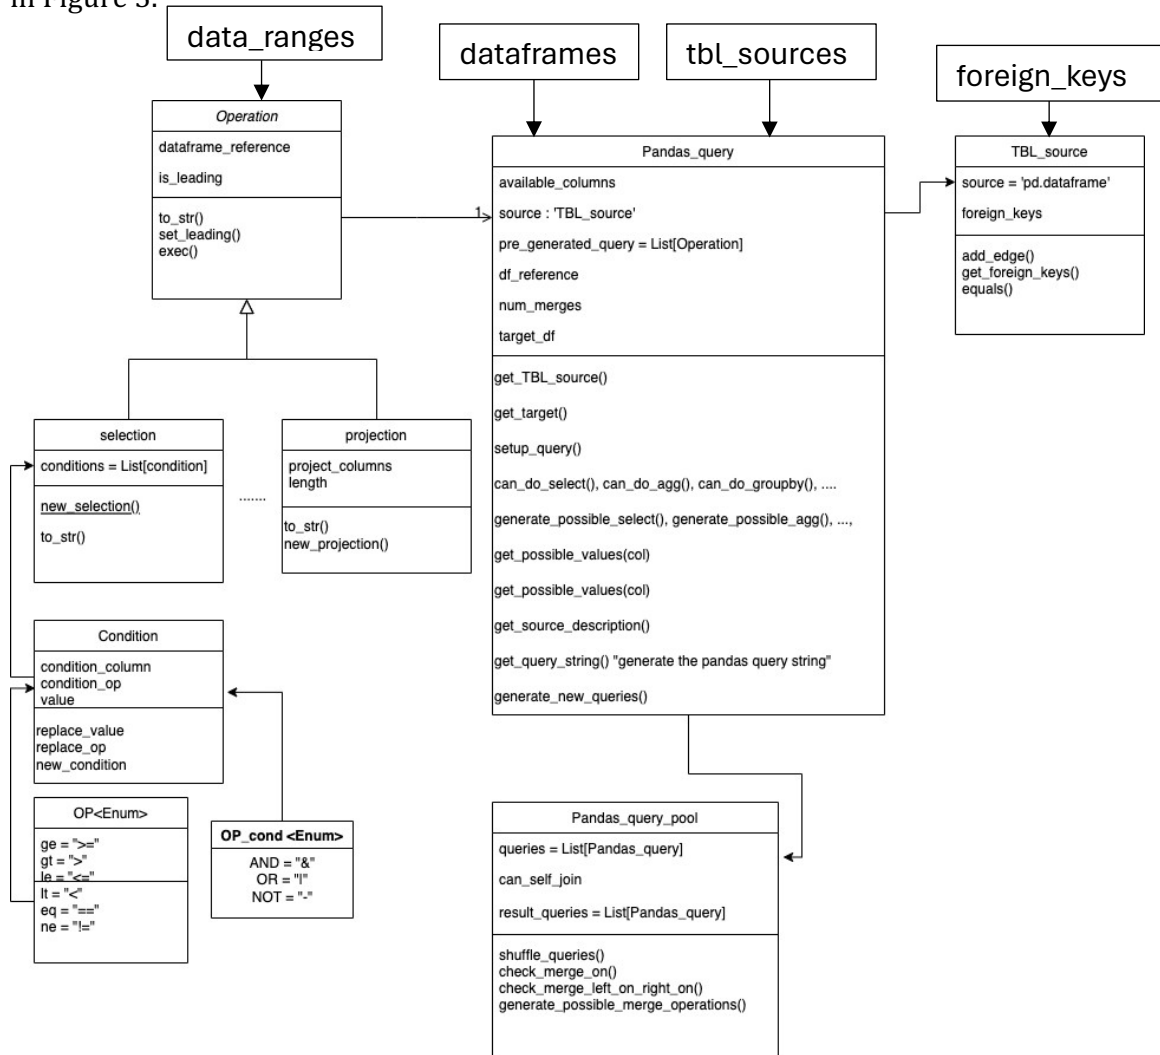 in Figure 3.
data_ranges
dataframes
tbl_sources
foreign_keys
Operation
dataframe_reference
is_leading
to_str()
set_leading()
exec()
1
Pandas_query
available_columns
source : 'TBL_source'
pre_generated_query = List[Operation]
df_reference
num_merges
target_df
get_TBL_source()
get_target()
setup_query()
can_do_select(), can_do_agg(), can_do_groupby(), ....
generate_possible_select(), generate_possible_agg(), ...,
get_possible_values(col)
get_possible_values(col)
get_source_description()
get_query_string() "generate the pandas query string"
generate_new_queries()
TBL_source
source = 'pd.dataframe'
foreign_keys
add_edge()
get_foreign_keys()
equals()
selection
conditions = List[condition]
new_selection()
to_str()
.......
projection
project_columns
length
to_str()
new_projection()
Condition
condition_column
condition_op
value
replace_value
replace_op
new_condition
OP<Enum>
ge = ">="
gt = ">"
le = "<="
lt = "<"
eq = "=="
ne = "!="
OP_cond <Enum>
AND = "&"
OR = "|"
NOT = "-"
Pandas_query_pool
queries = List[Pandas_query]
can_self_join
result_queries = List[Pandas_query]
shuffle_queries()
check_merge_on()
check_merge_left_on_right_on()
generate_possible_merge_operations()